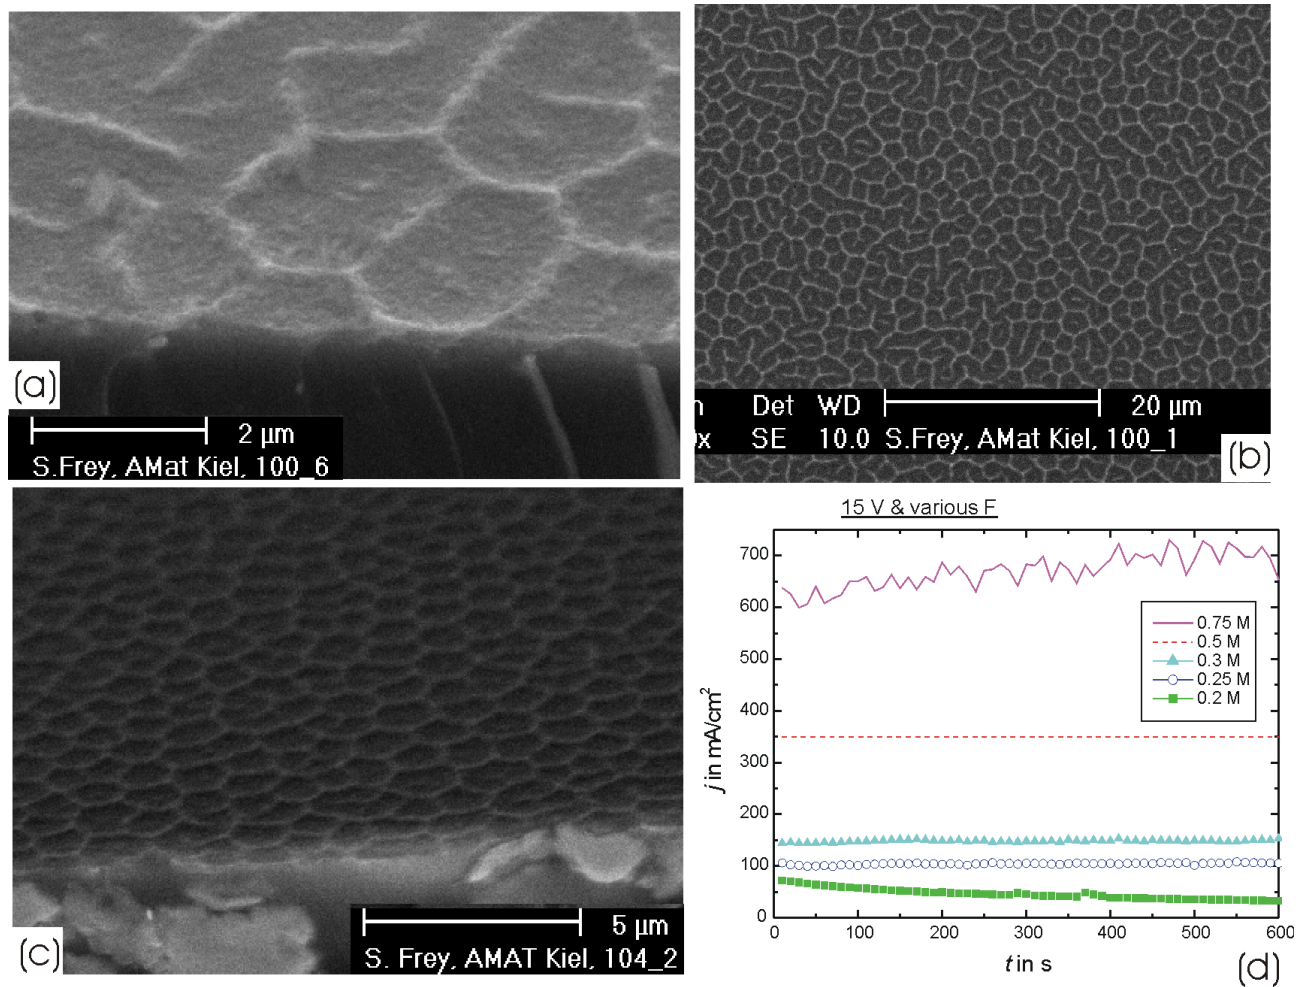 (a)
2 µm
S.Frey, AMat Kiel, 100_6
Det WD 20 µm
x SE 10.0 S.Frey, AMat Kiel, 100_1
(b)
5 µm
S. Frey, AMAT Kiel, 104_2
(c)
15 V & various F
700
600
500
400
300
200
100
0
j in mA/cm²
0.75 M
0.5 M
0.3 M
0.25 M
0.2 M
0 100 200 300 400 500 600
t in s
(d)